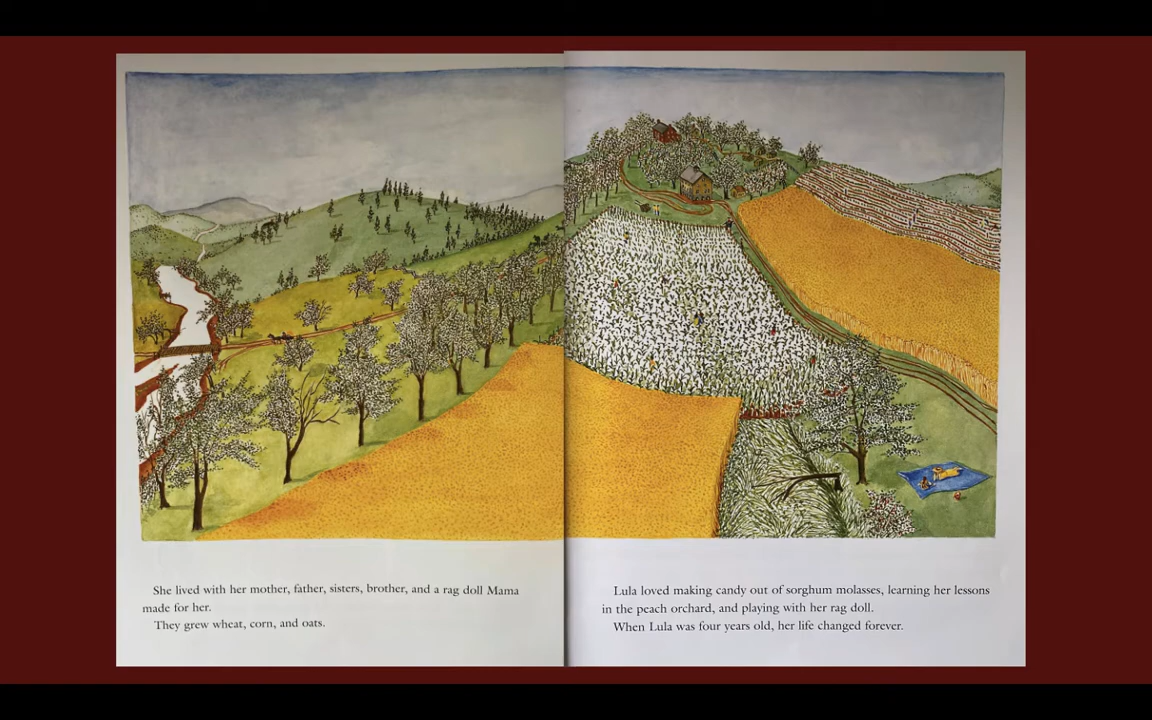 She lived with her mother, father, sisters, brother, and a rag doll Mama
made for her.
They grew wheat, corn, and oats.
Lula loved making candy out of sorghum molasses, learning her lessons
in the peach orchard, and playing with her rag doll.
When Lula was four years old, her life changed forever.